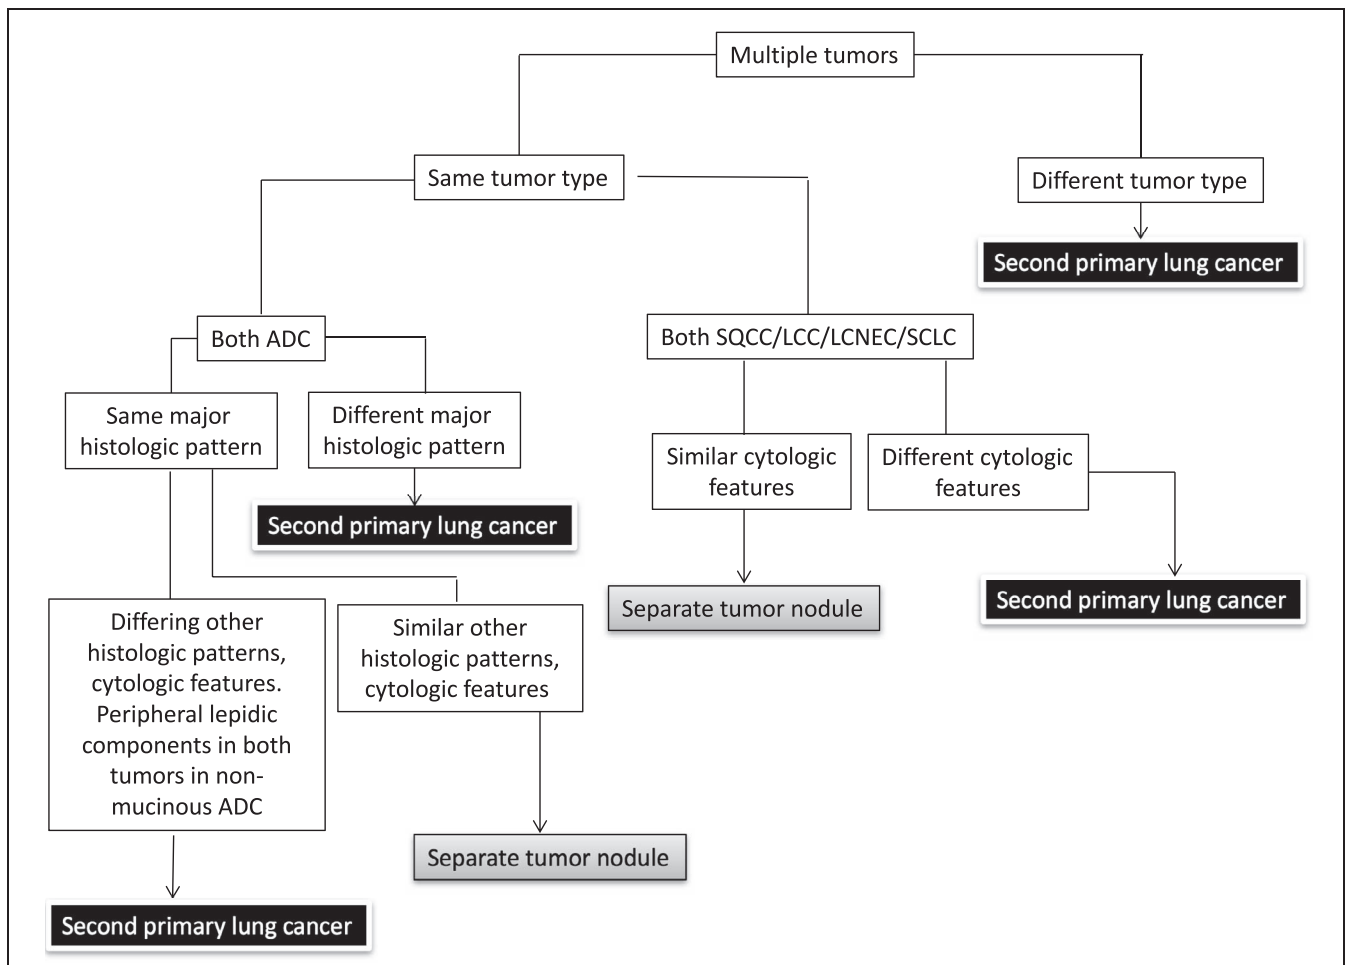 Multiple tumors
Same tumor type
Different tumor type
Second primary lung cancer
Both ADC
Both SQCC/LCC/LCNEC/SCLC
Same major
histologic pattern
Different major
histologic pattern
Similar cytologic
features
Different cytologic
features
Second primary lung cancer
Separate tumor nodule
Second primary lung cancer
Differing other
histologic patterns,
cytologic features.
Peripheral lepidic
components in both
tumors in non-
mucinous ADC
Similar other
histologic patterns,
cytologic features
Separate tumor nodule
Second primary lung cancer